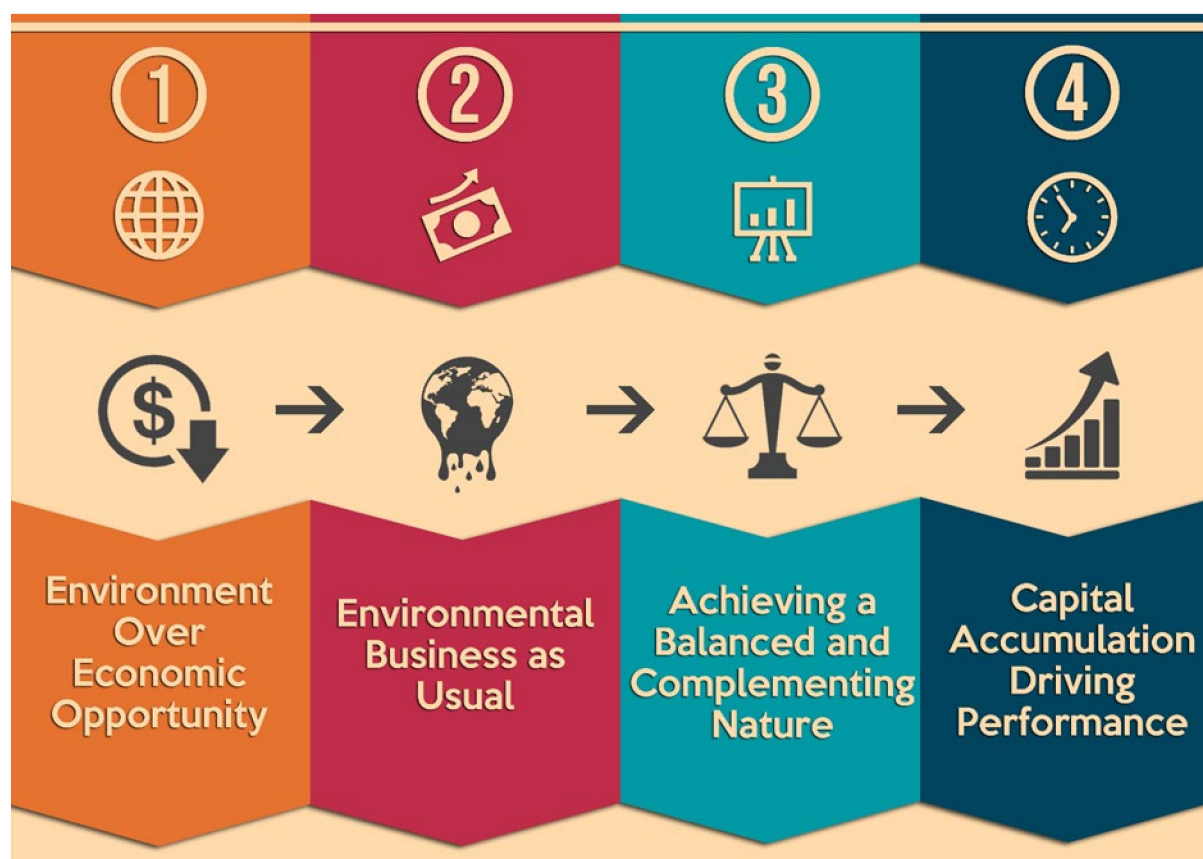 1
2
3
4
$
Environment
Over
Economic
Opportunity
Environmental
Business as
Usual
Achieving a
Balanced and
Complementing
Nature
Capital
Accumulation
Driving
Performance